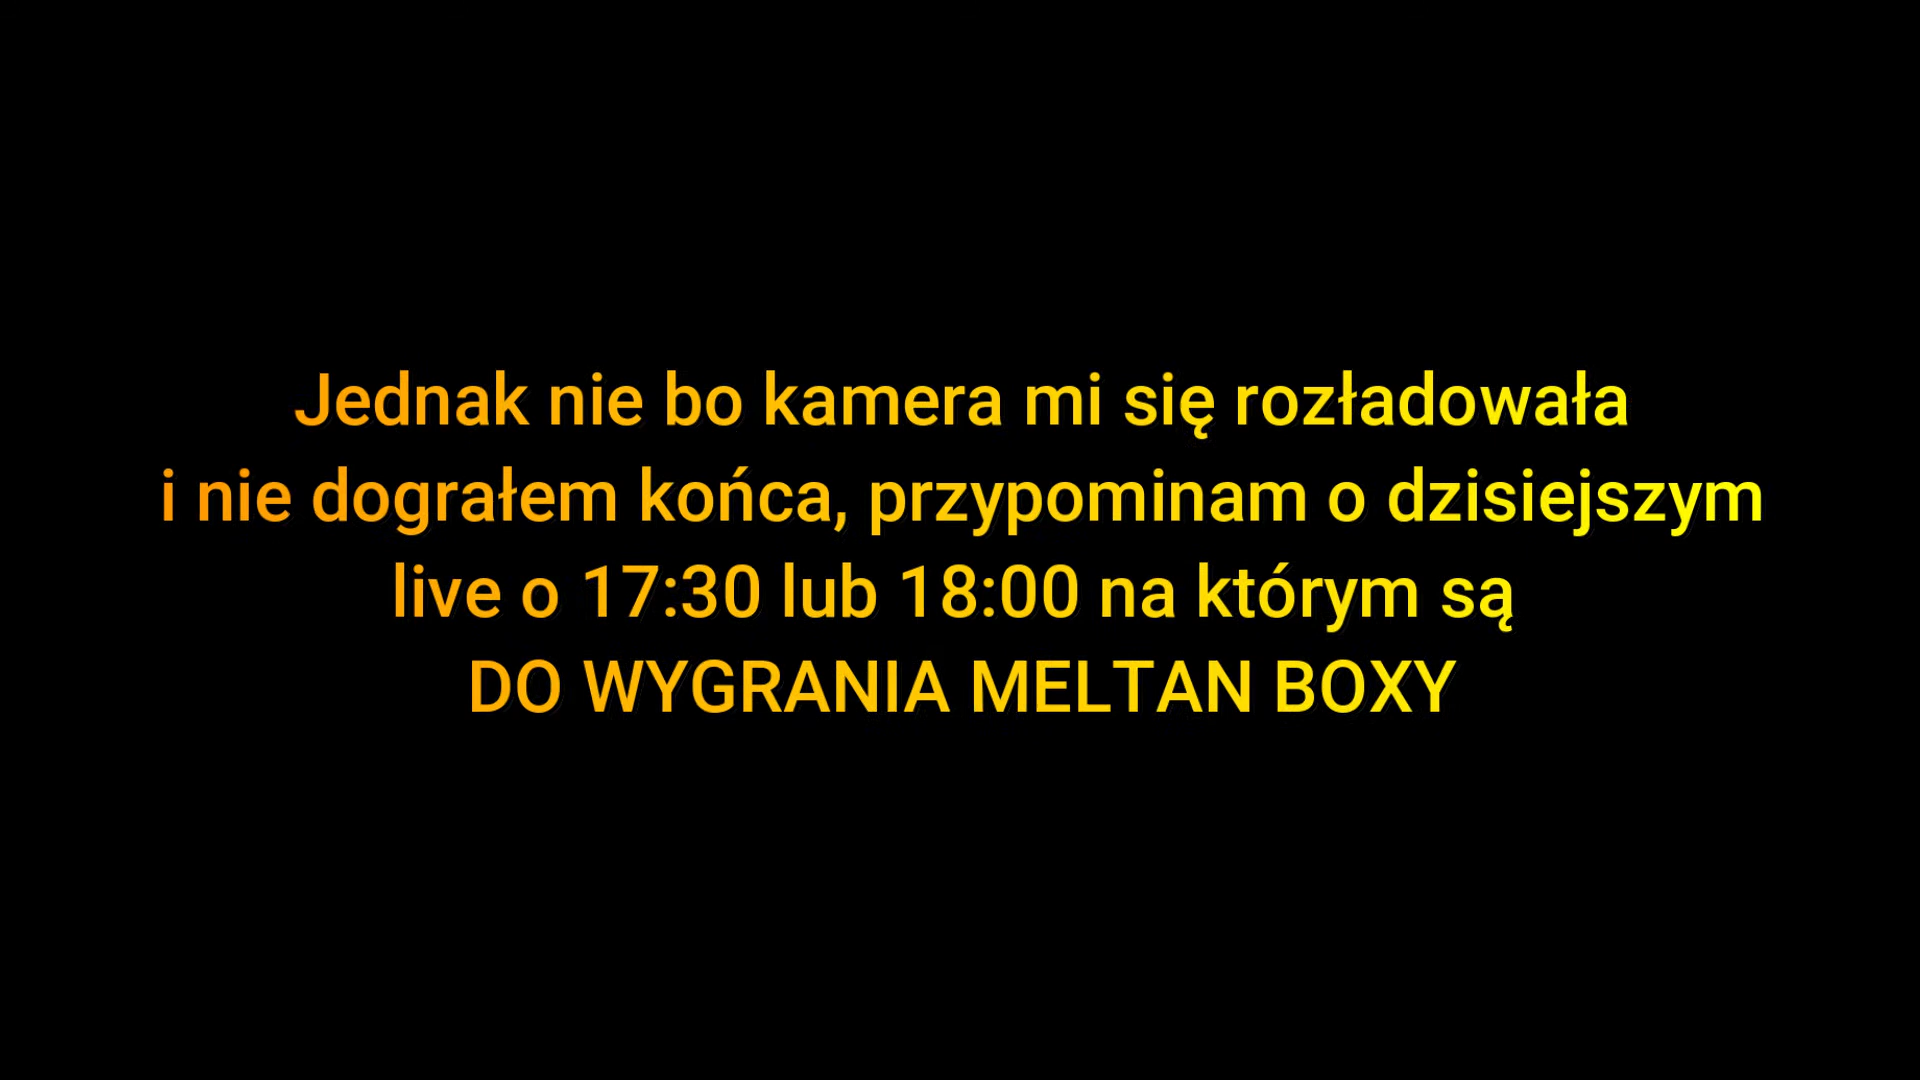 Jednak nie bo kamera mi się rozładowała
i nie dograłem końca, przypominam o dzisiejszym
live o 17:30 lub 18:00 na którym są
DO WYGRANIA MELTAN BOXY